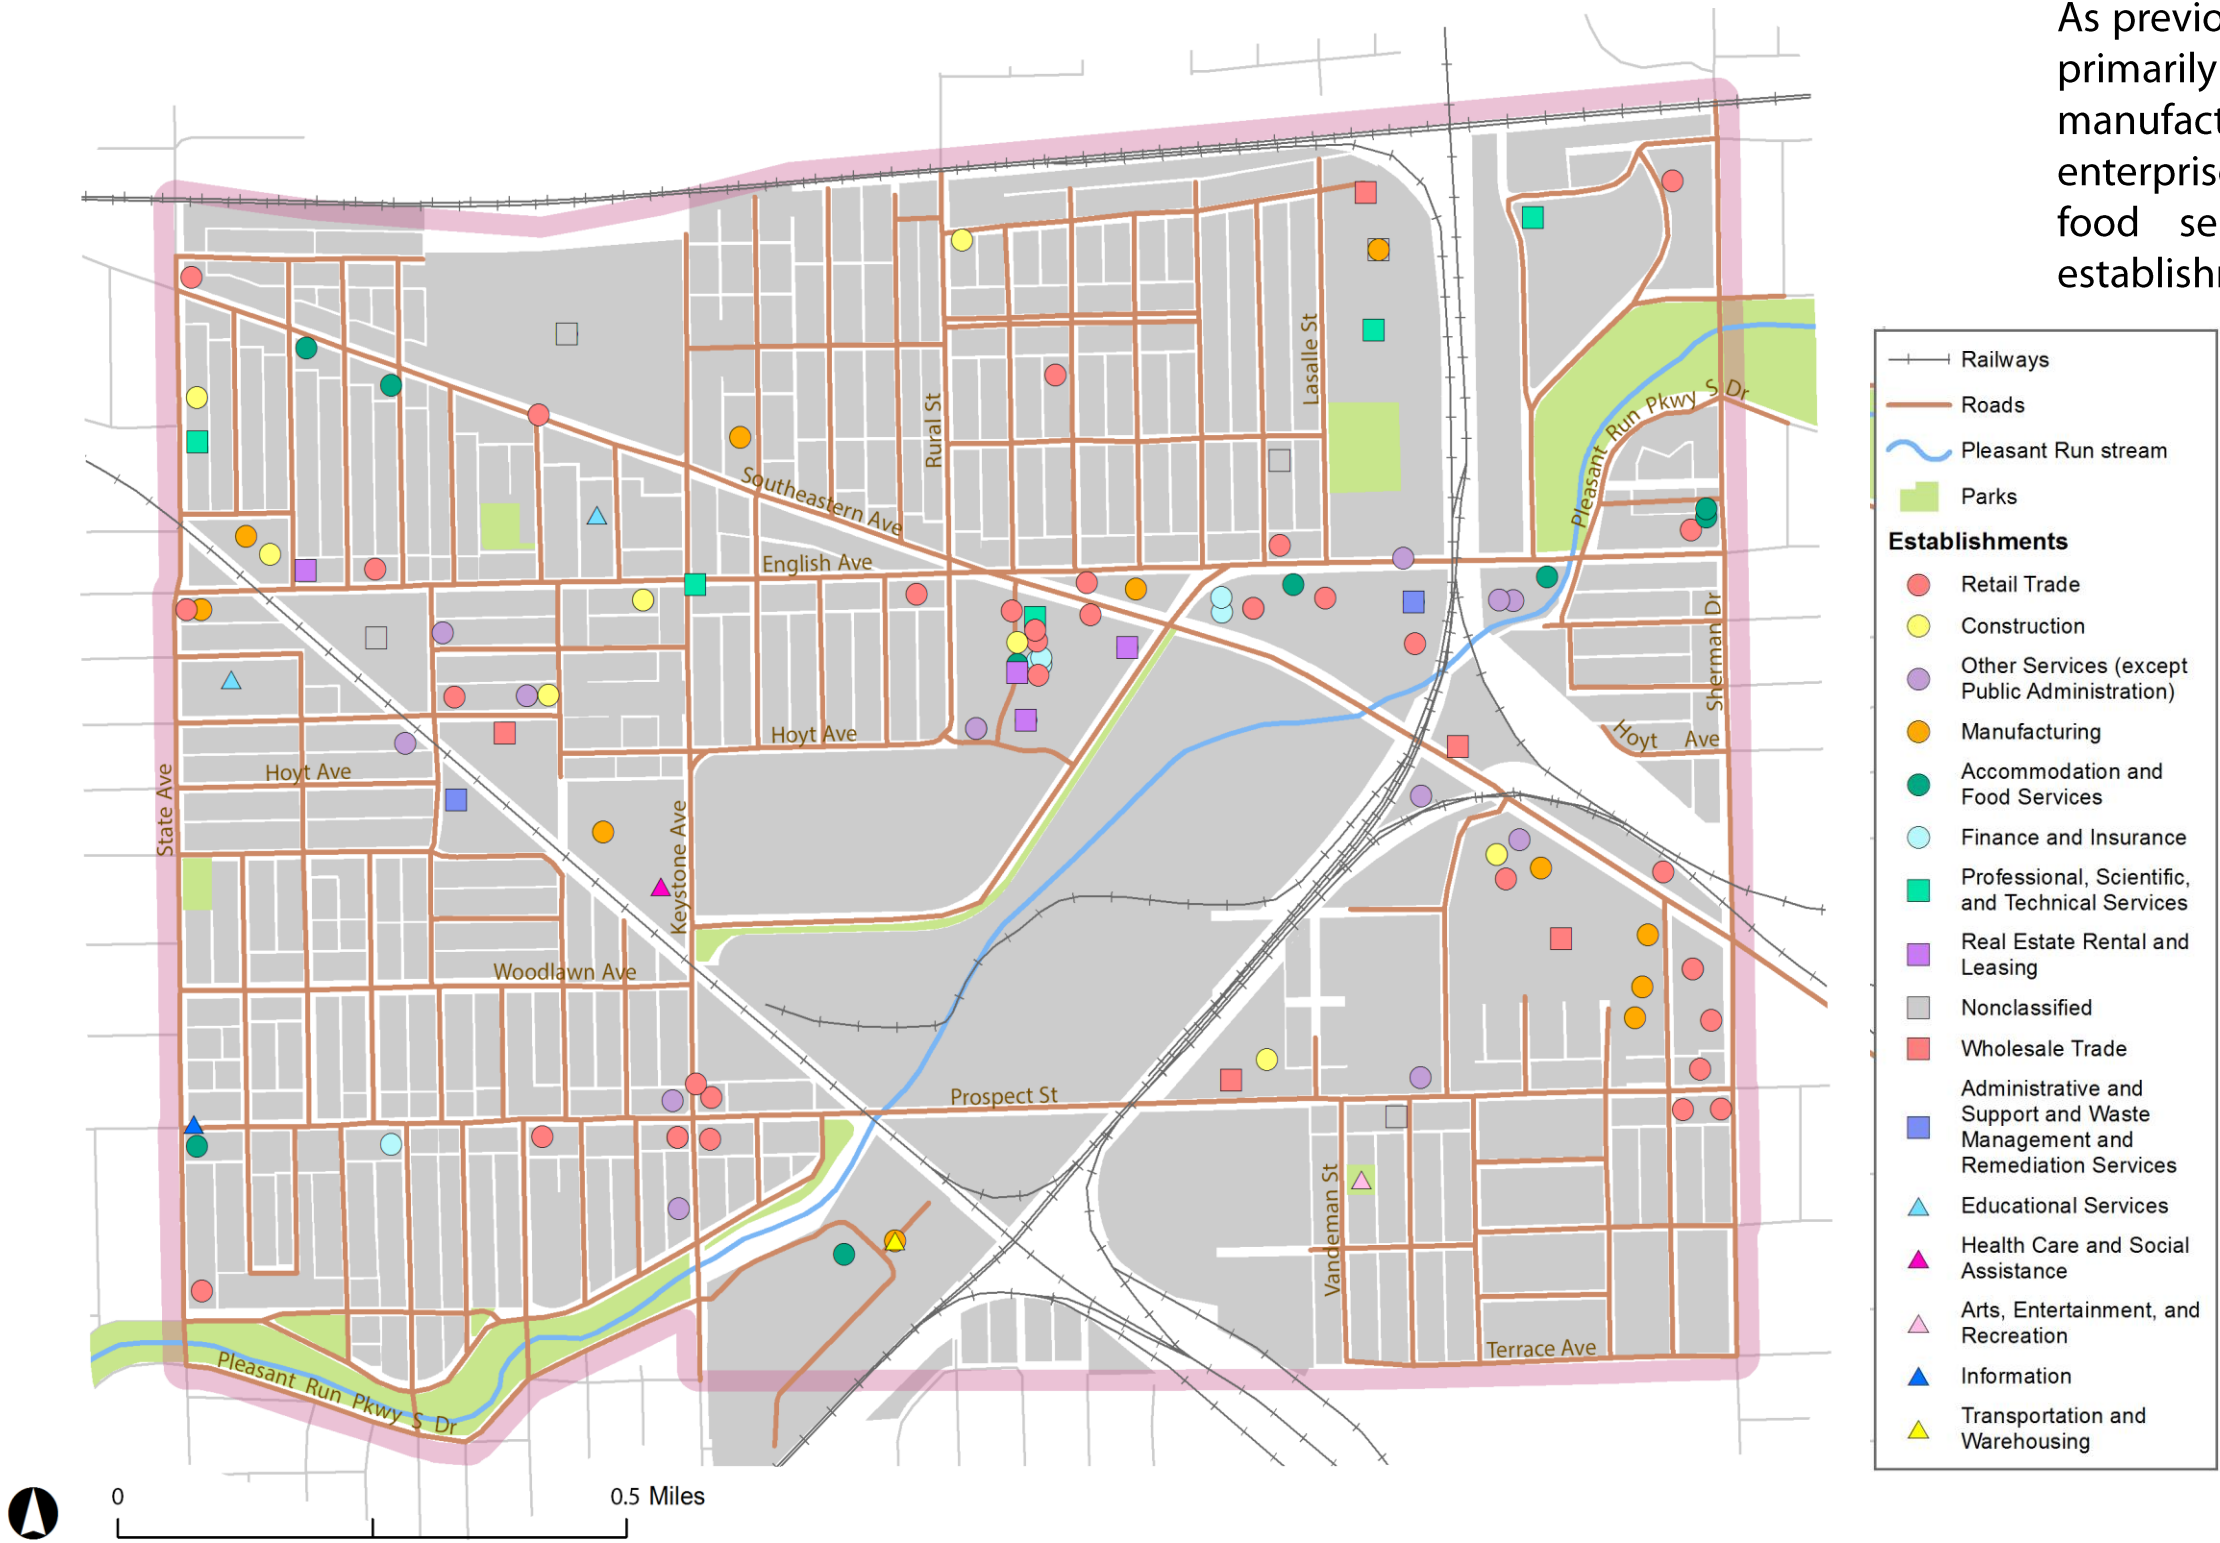 As previo
primarily
manufact
enterpris
food se
establish
Railways
Roads
Pleasant Run stream
Parks
Establishments
Retail Trade
Construction
Other Services (except
Public Administration)
Manufacturing
Accommodation and
Food Services
Finance and Insurance
Professional, Scientific,
and Technical Services
Real Estate Rental and
Leasing
Nonclassified
Wholesale Trade
Administrative and
Support and Waste
Management and
Remediation Services
Educational Services
Health Care and Social
Assistance
Arts, Entertainment, and
Recreation
Information
Transportation and
Warehousing
Lasalle St
Rural St
Pleasant Run Pkwy S Dr
Southeastern Ave
English Ave
Sherman Dr
Hoyt Ave
Hoyt Ave
Hoyt Ave
State Ave
Keystone Ave
Woodlawn Ave
Prospect St
Vandeman St
Terrace Ave
Pleasant Run Pkwy S Dr
0
0.5 Miles